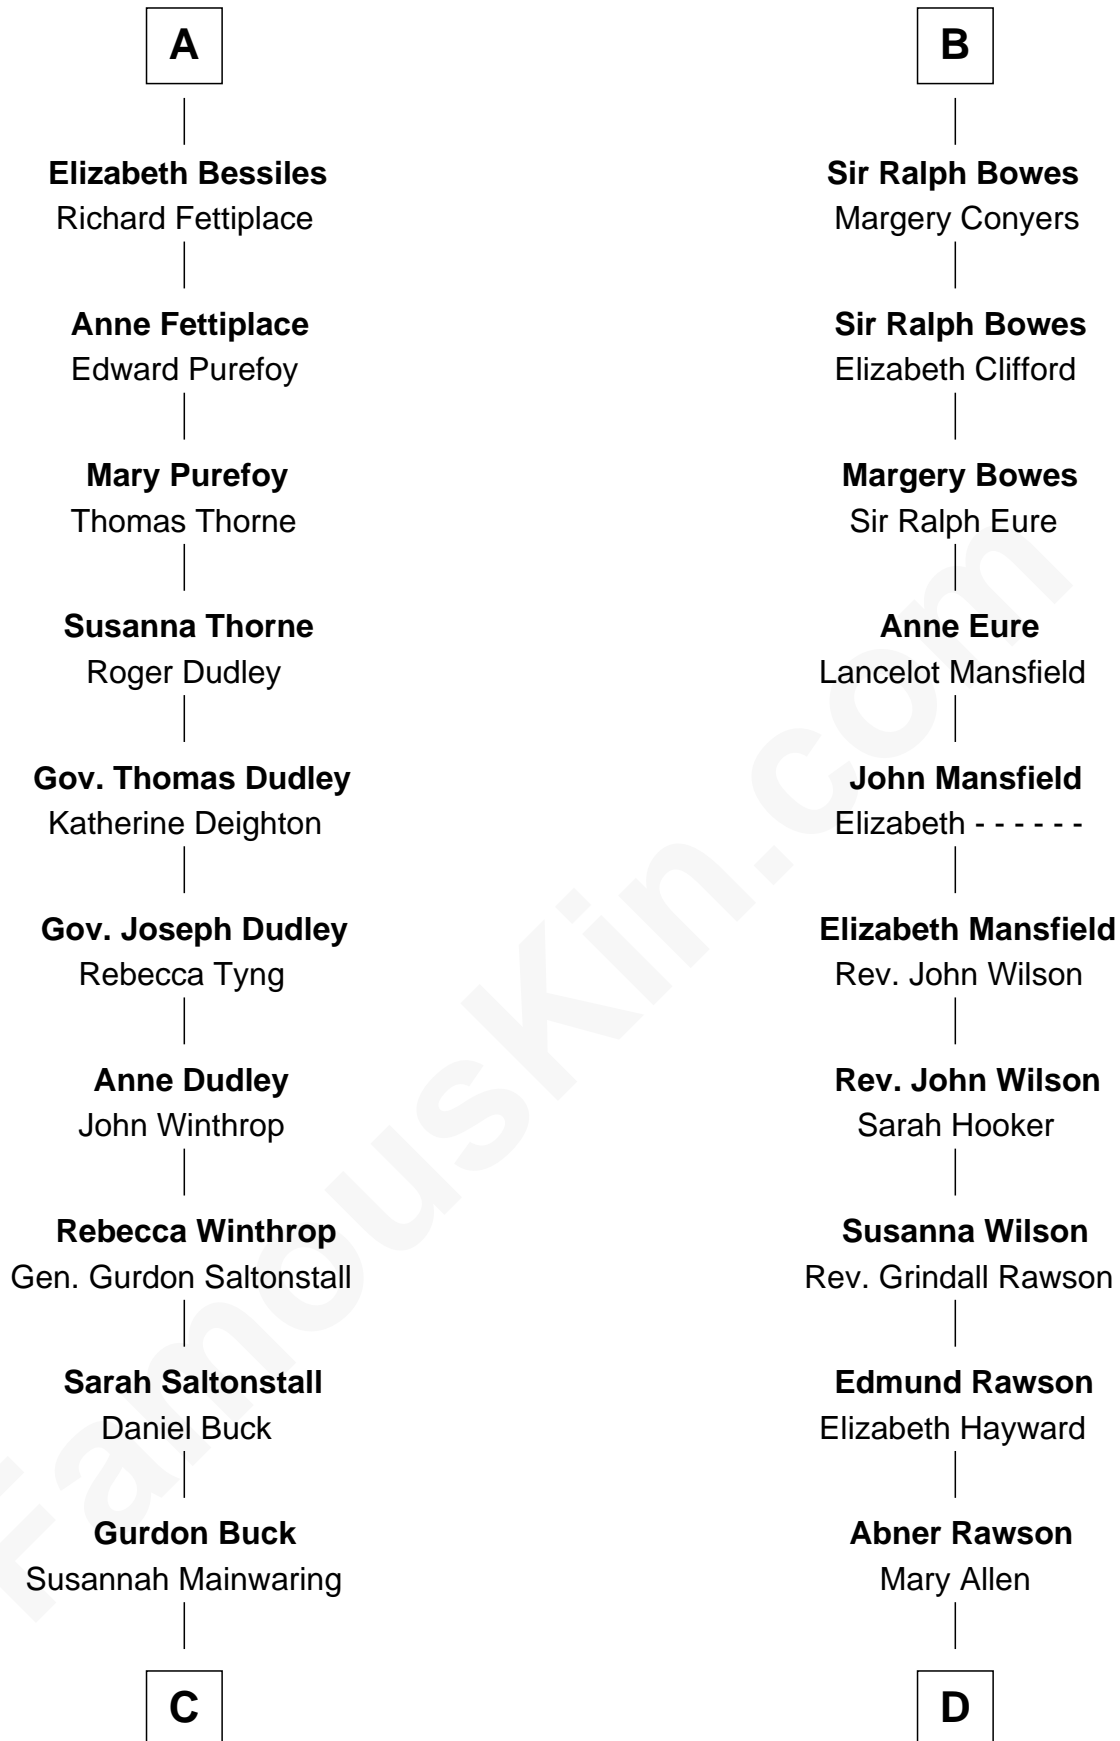 A
Elizabeth Bessiles
Richard Fettiplace
Anne Fettiplace
Edward Purefoy
Mary Purefoy
Thomas Thorne
Susanna Thorne
Roger Dudley
Gov. Thomas Dudley
Katherine Deighton
Gov. Joseph Dudley
Rebecca Tyng
Anne Dudley
John Winthrop
Rebecca Winthrop
Gen. Gurdon Saltonstall
Sarah Saltonstall
Daniel Buck
Gurdon Buck
Susannah Mainwaring
C
B
Sir Ralph Bowes
Margery Conyers
Sir Ralph Bowes
Elizabeth Clifford
Margery Bowes
Sir Ralph Eure
Anne Eure
Lancelot Mansfield
John Mansfield
Elizabeth - - - - - -
Elizabeth Mansfield
Rev. John Wilson
Rev. John Wilson
Sarah Hooker
Susanna Wilson
Rev. Grindall Rawson
Edmund Rawson
Elizabeth Hayward
Abner Rawson
Mary Allen
D
FamousKin.com